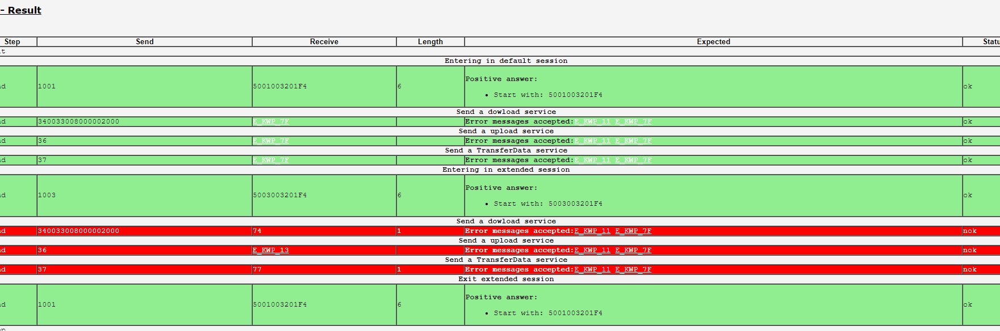 - Result
Step Send Receive Length Expected Statu
t
Entering in default session
d 1001 5001003201F4 6 Positive answer: ok
• Start with: 5001003201F4
Send a dowload service
d 340033008000002000 E_KWP_7F Error messages accepted:E_KWP_11 E_KWP_7F ok
Send a upload service
d 36 E_KWP_7F Error messages accepted:E_KWP_11 E_KWP_7F ok
Send a TransferData service
d 37 E_KWP_7F Error messages accepted:E_KWP_11 E_KWP_7F ok
Entering in extended session
d 1003 5003003201F4 6 Positive answer: ok
• Start with: 5003003201F4
Send a dowload service
d 340033008000002000 74 1 Error messages accepted:E_KWP_11 E_KWP_7F nok
Send a upload service
d 36 E_KWP_13 Error messages accepted:E_KWP_11 E_KWP_7F nok
Send a TransferData service
d 37 77 1 Error messages accepted:E_KWP_11 E_KWP_7F nok
Exit extended session
d 1001 5001003201F4 6 Positive answer: ok
• Start with: 5001003201F4